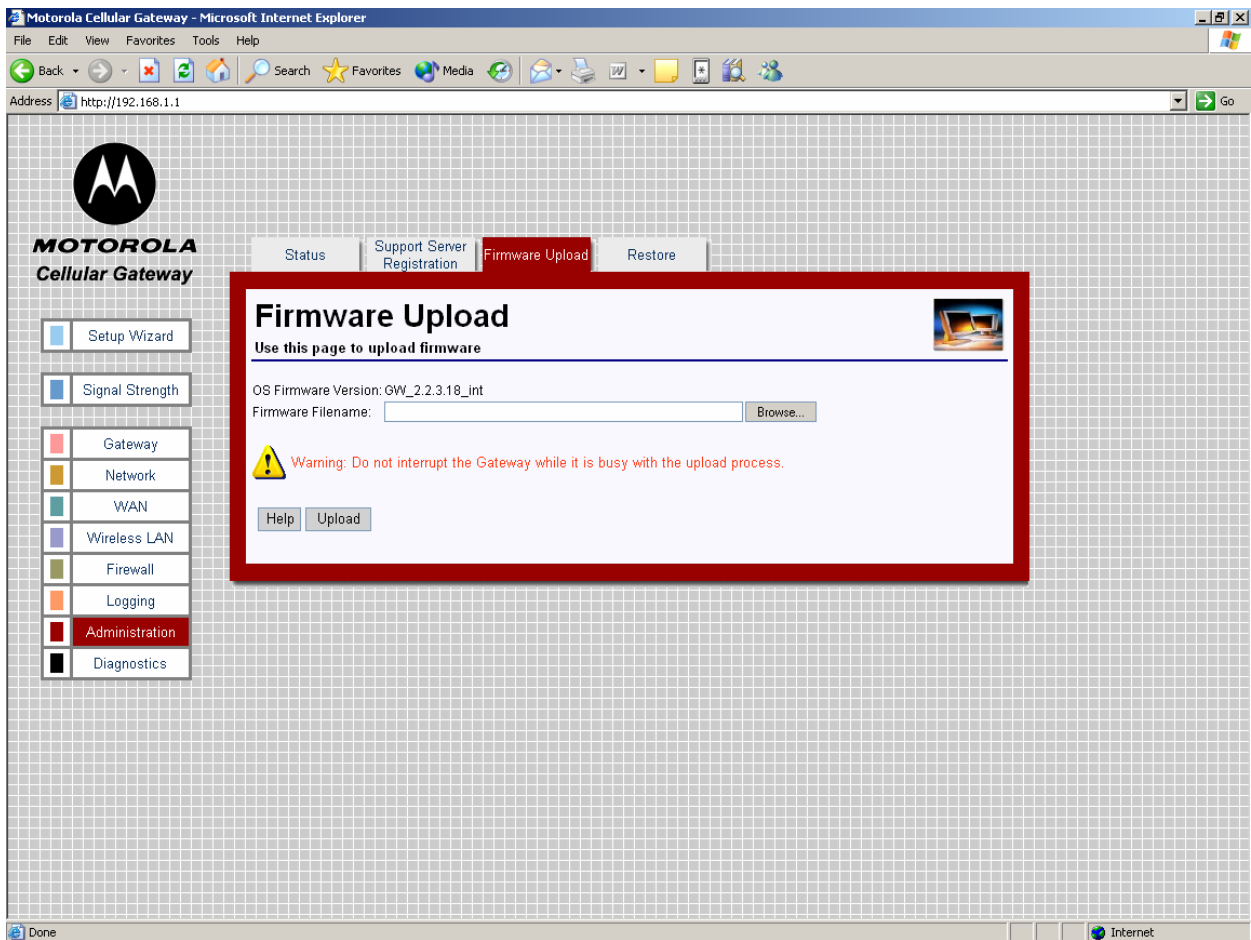 Motorola Cellular Gateway - Microsoft Internet Explorer
File Edit View Favorites Tools Help
Back Search Favorites Media
Address http://192.168.1.1 Go
MOTOROLA
Cellular Gateway
Status Support Server Registration Firmware Upload Restore
Firmware Upload
Use this page to upload firmware
OS Firmware Version: GW_2.2.3.18_int
Firmware Filename: Browse...
Warning: Do not interrupt the Gateway while it is busy with the upload process.
Help Upload
Setup Wizard
Signal Strength
Gateway
Network
WAN
Wireless LAN
Firewall
Logging
Administration
Diagnostics
Done Internet